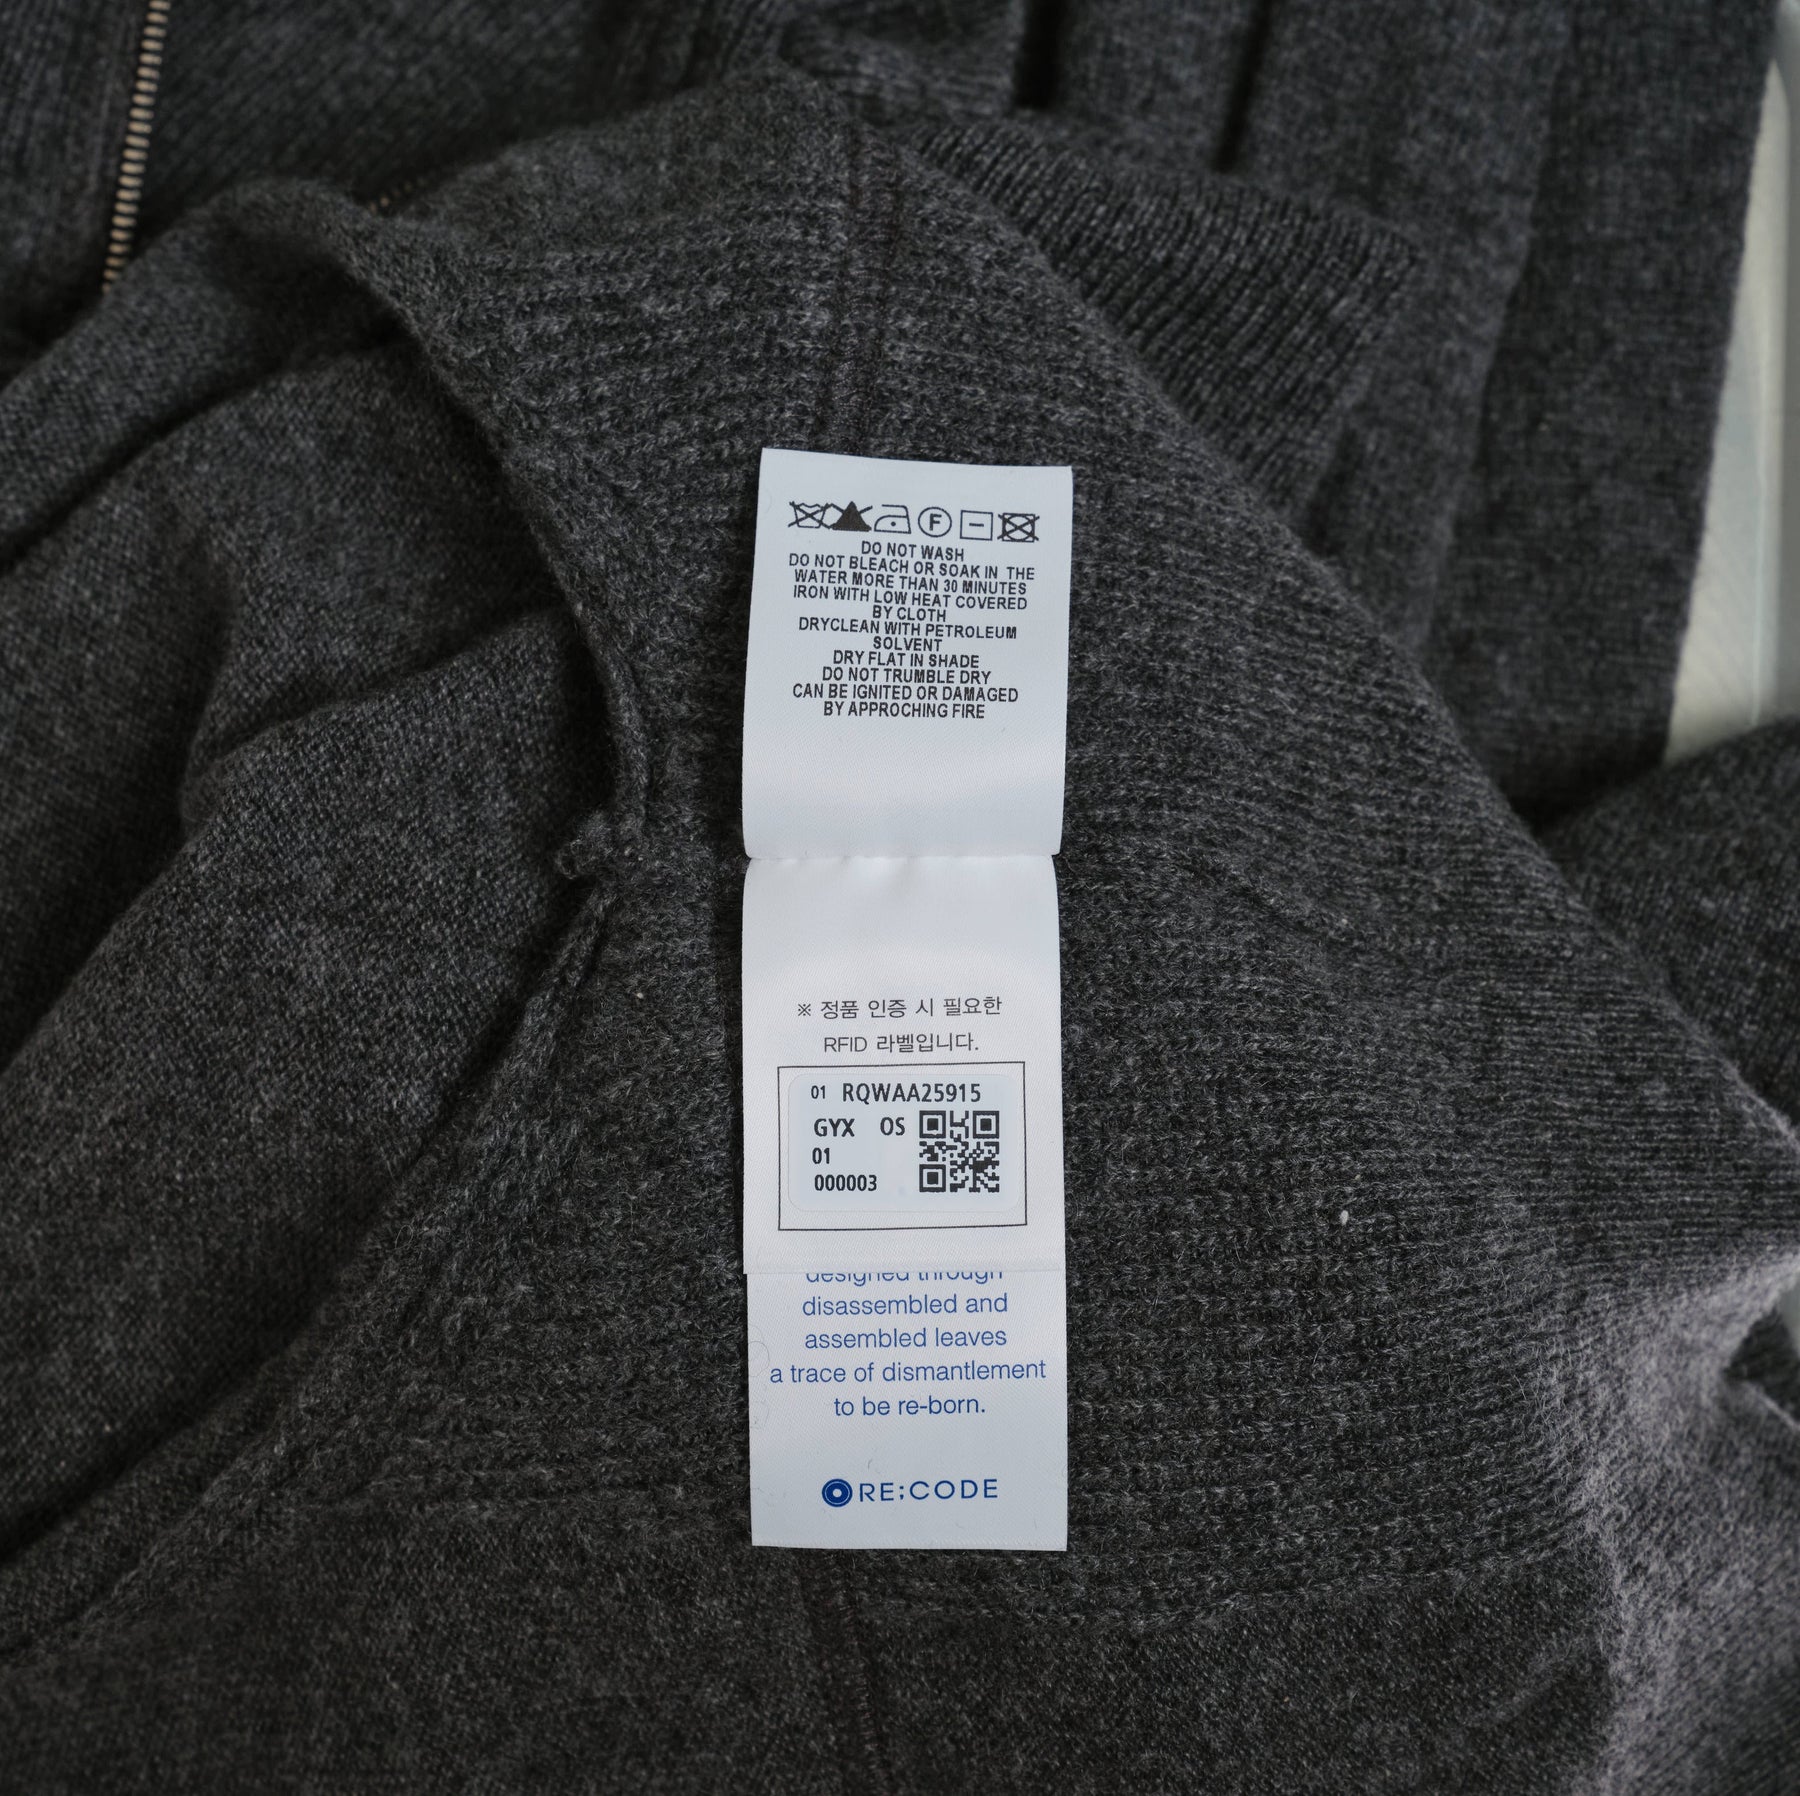 F
DO NOT WASH
DO NOT BLEACH OR SOAK IN THE
WATER MORE THAN 30 MINUTES
IRON WITH LOW HEAT COVERED
BY CLOTH
DRYCLEAN WITH PETROLEUM
SOLVENT
DRY FLAT IN SHADE
DO NOT TRUMBLE DRY
CAN BE IGNITED OR DAMAGED
BY APPROCHING FIRE
※ 정품 인증 시 필요한
RFID 라벨입니다.
01 RQWAA25915
GYX OS
01
000003
designed through
disassembled and
assembled leaves
a trace of dismantlement
to be re-born.
RE;CODE